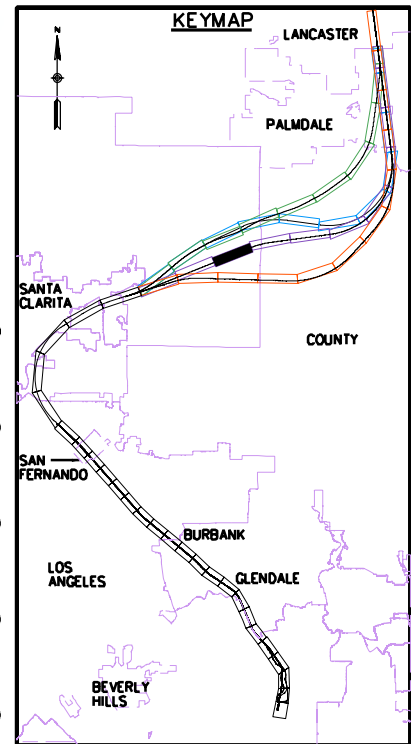 KEYMAP
N
LANCASTER
PALMDALE
SANTA
CLARITA
COUNTY
SAN
FERNANDO
BURBANK
LOS
ANGELES
GLENDALE
BEVERLY
HILLS